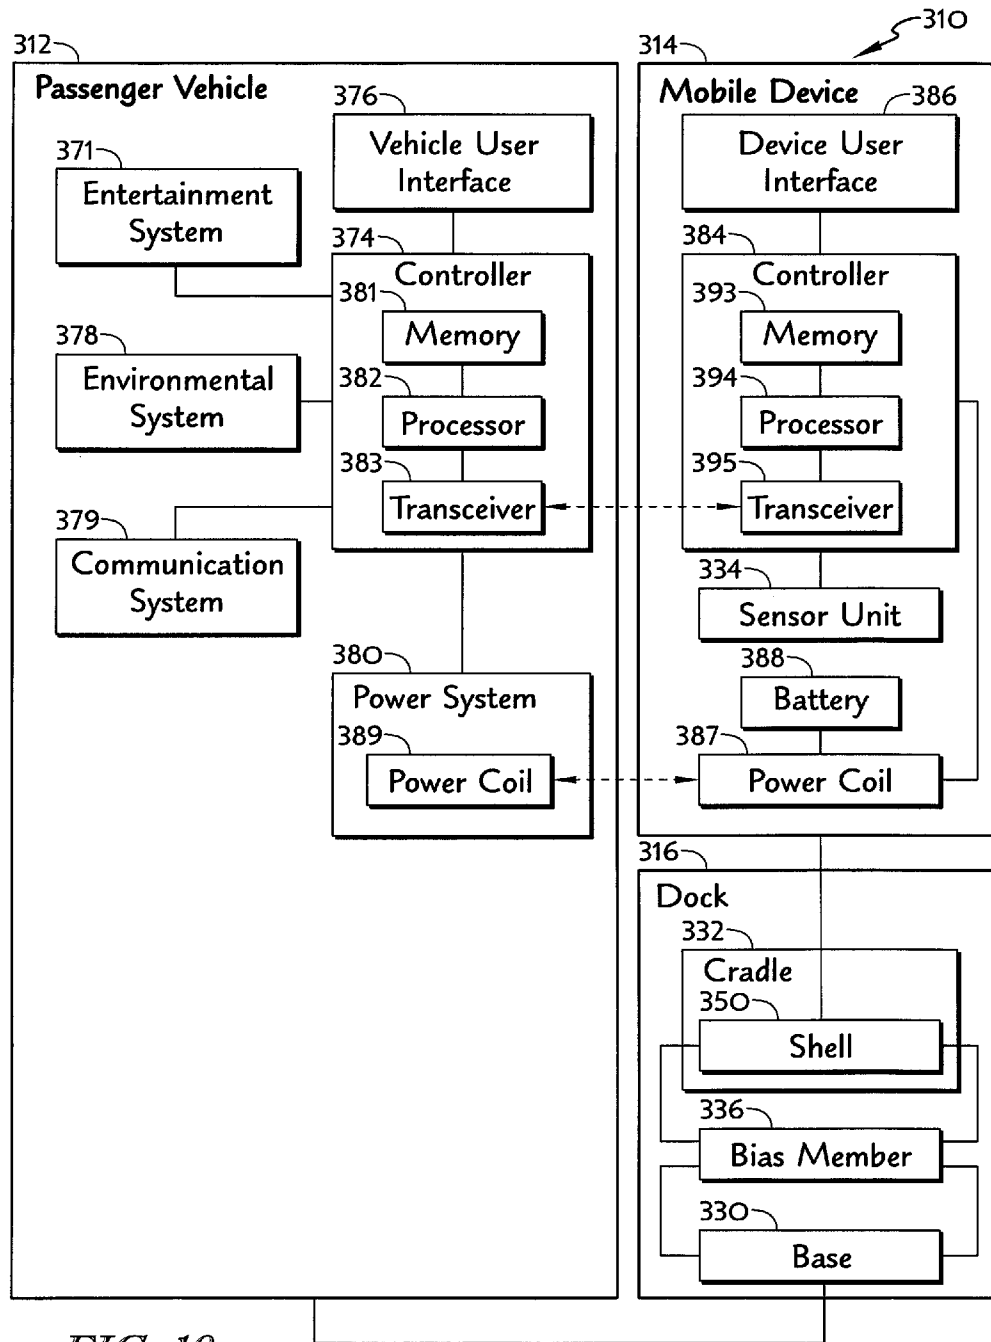 310
312
Passenger Vehicle
376
Vehicle User
Interface
371
Entertainment
System
374
Controller
381
Memory
378
Environmental
System
382
Processor
383
Transceiver
379
Communication
System
380
Power System
389
Power Coil
314
Mobile Device
386
Device User
Interface
384
Controller
393
Memory
394
Processor
395
Transceiver
334
Sensor Unit
388
Battery
387
Power Coil
316
Dock
332
Cradle
350
Shell
336
Bias Member
330
Base